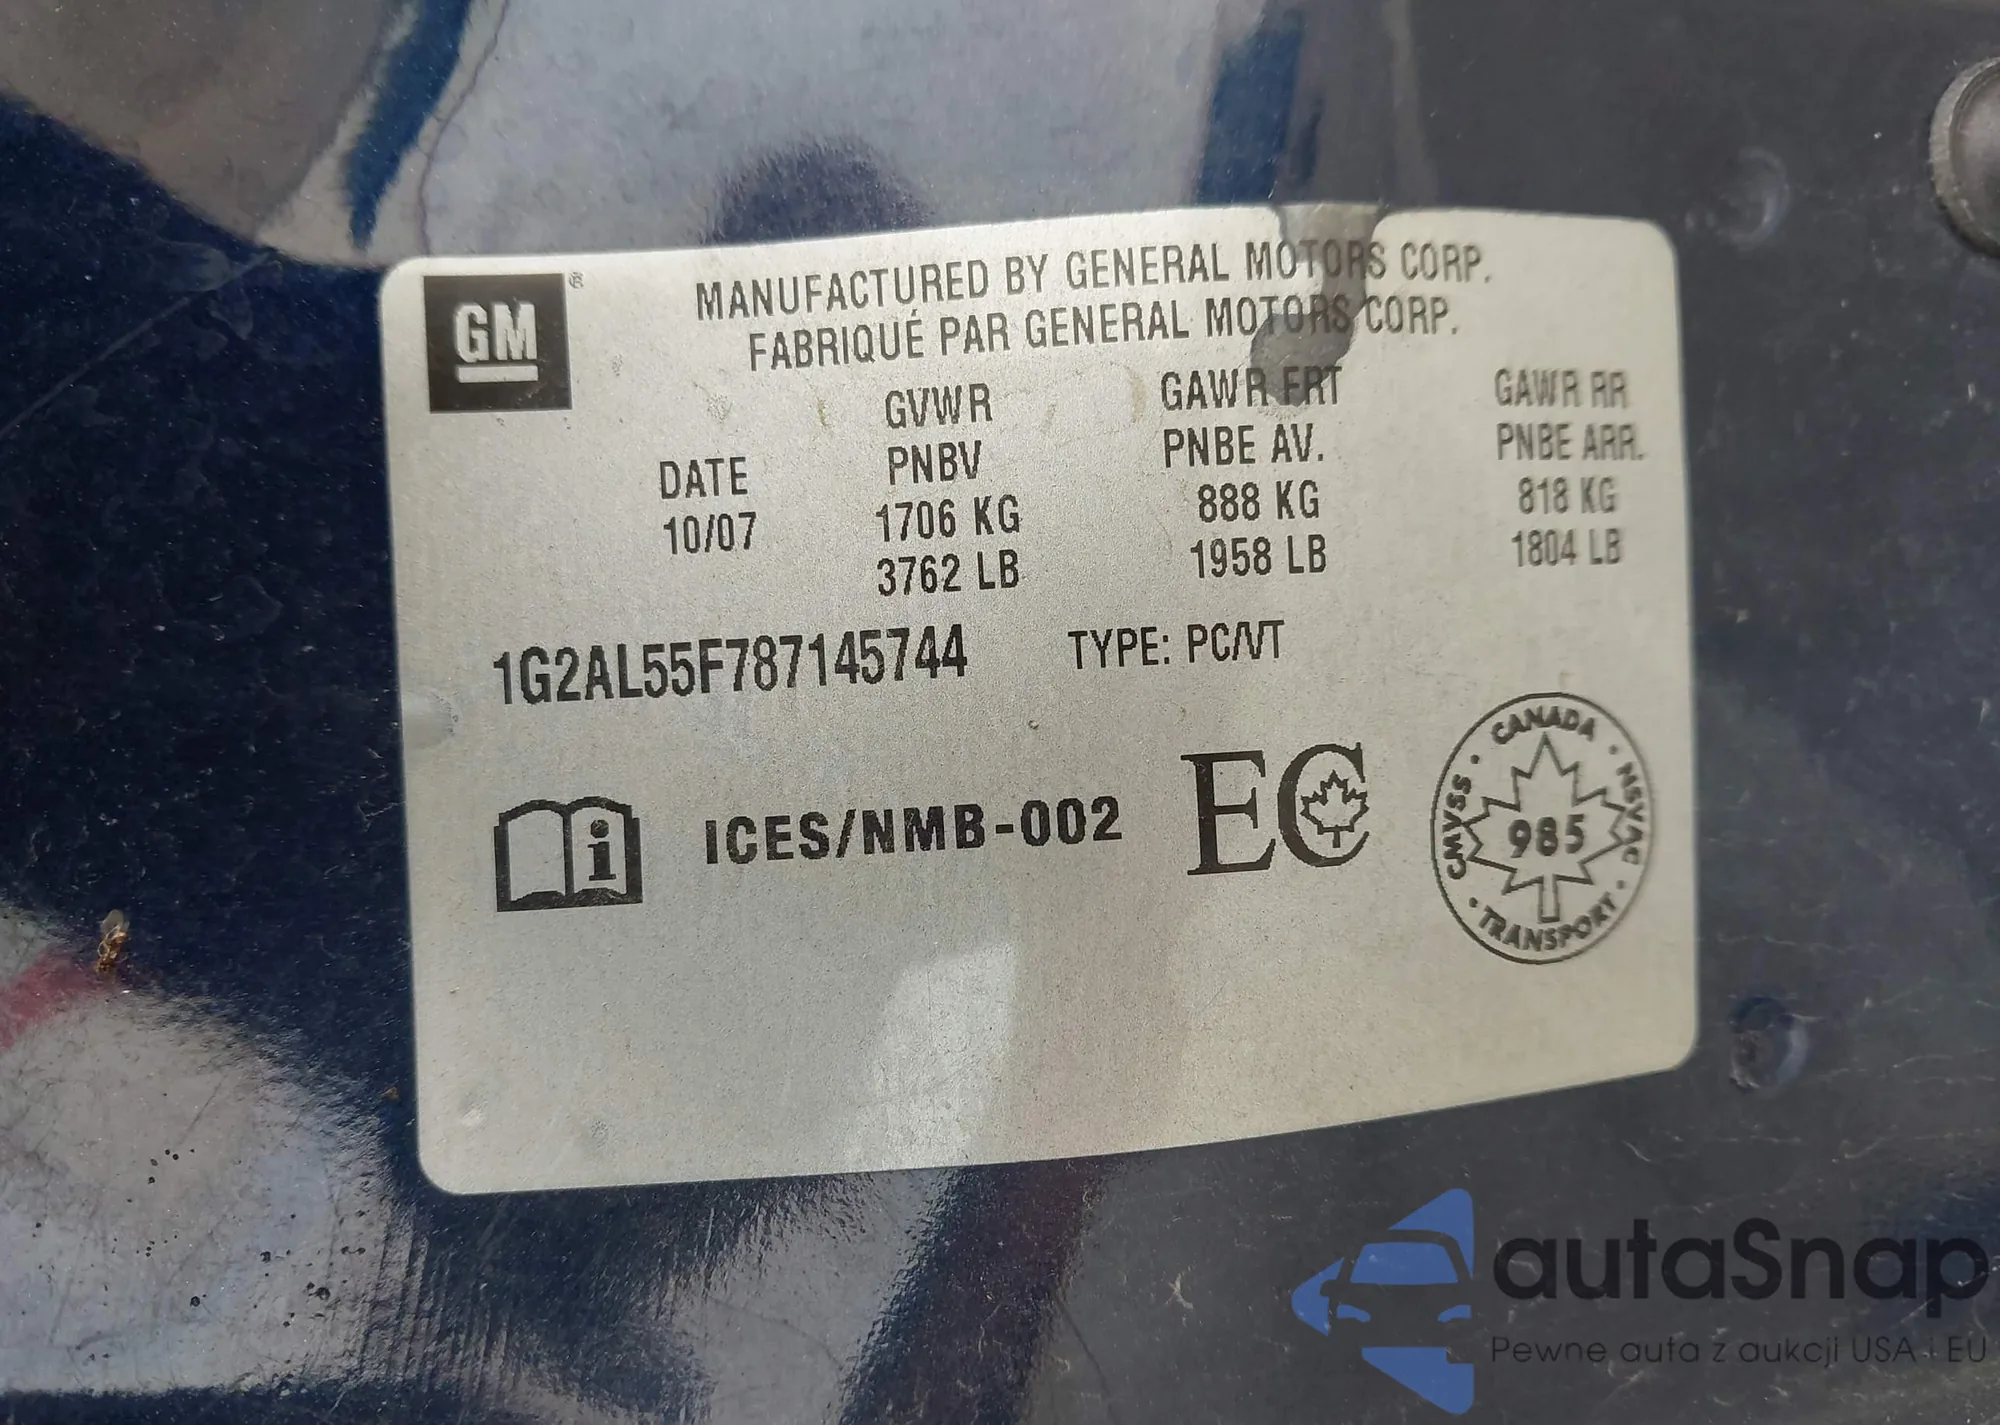 GM ®
MANUFACTURED BY GENERAL MOTORS CORP.
FABRIQUÉ PAR GENERAL MOTORS CORP.
GVWR GAWR FRT GAWR RR
DATE PNBV PNBE AV. PNBE ARR.
10/07 1706 KG 888 KG 818 KG
3762 LB 1958 LB 1804 LB
1G2AL55F787145744 TYPE: PC/VT
i ICES/NMB-002 EC
CANADA · NSVAC · TRANSPORT · CMVSS ·
985
autaSnap
Pewne auta z aukcji USA i EU